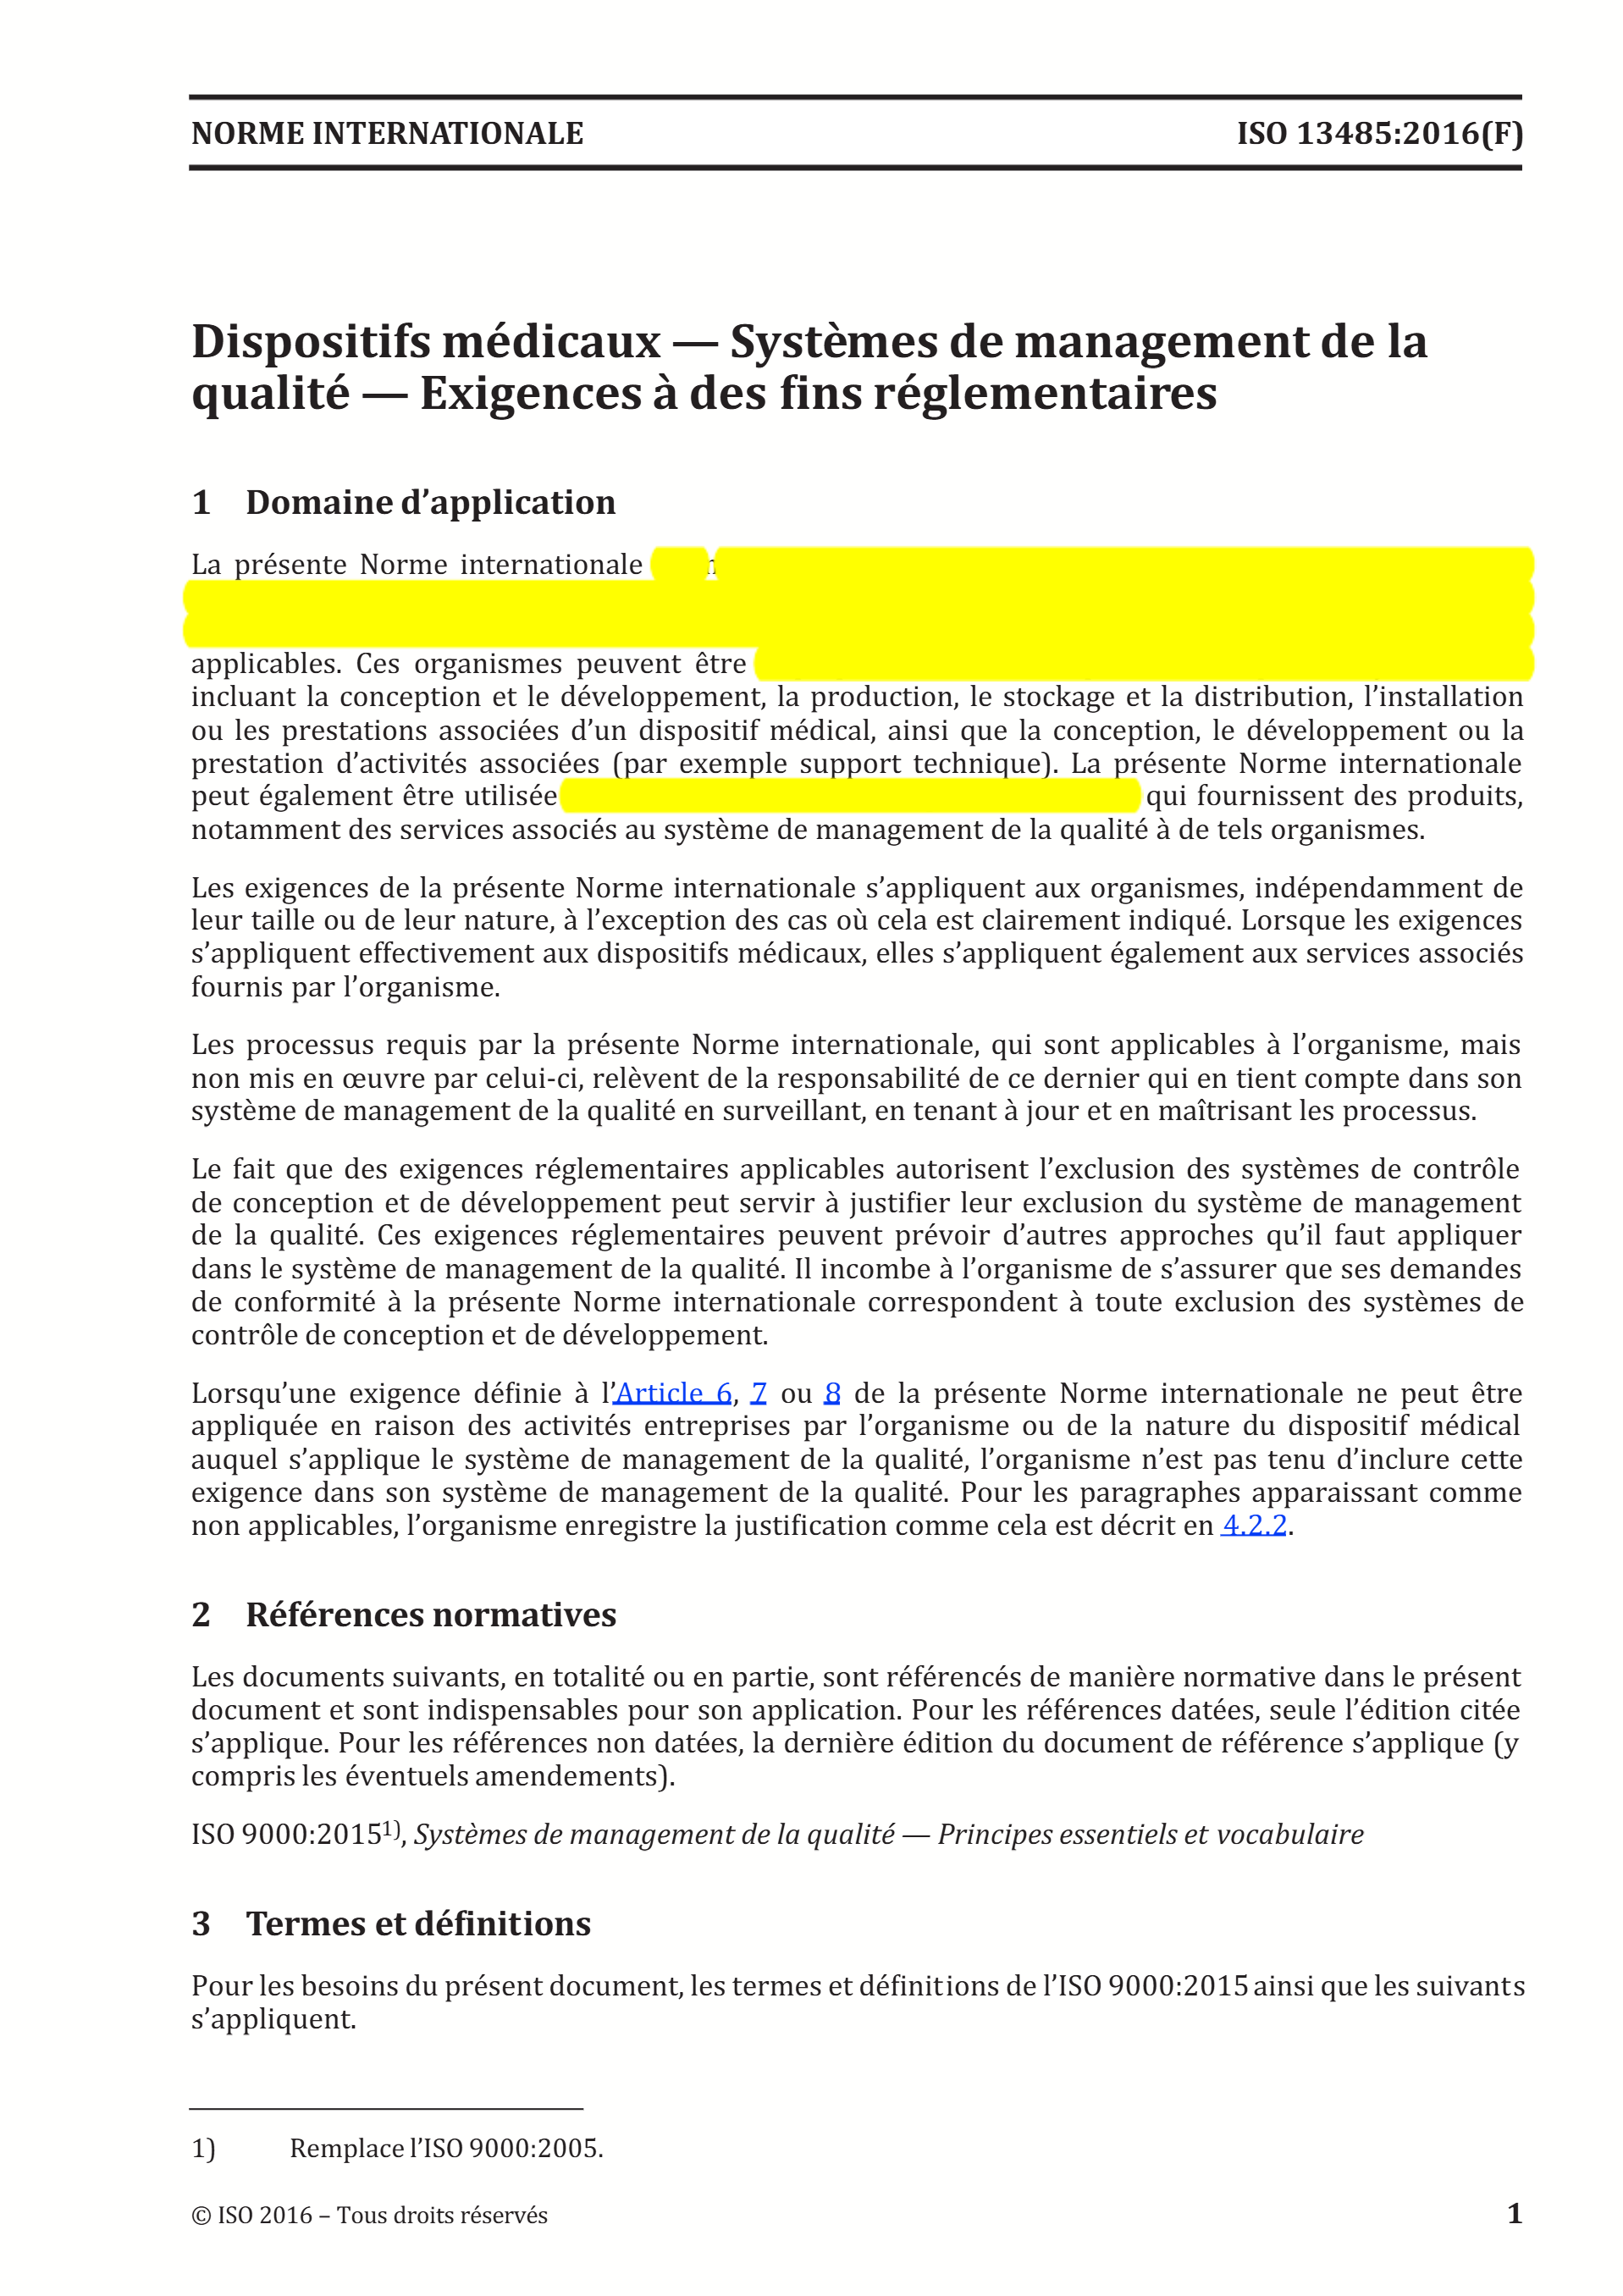 NORME INTERNATIONALE ISO 13485:2016(F)
Dispositifs médicaux — Systèmes de management de la
qualité — Exigences à des fins réglementaires
1 Domaine d’application
La présente Norme internationale
applicables. Ces organismes peuvent être
incluant la conception et le développement, la production, le stockage et la distribution, l’installation
ou les prestations associées d’un dispositif médical, ainsi que la conception, le développement ou la
prestation d’activités associées (par exemple support technique). La présente Norme internationale
peut également être utilisée qui fournissent des produits,
notamment des services associés au système de management de la qualité à de tels organismes.
Les exigences de la présente Norme internationale s’appliquent aux organismes, indépendamment de
leur taille ou de leur nature, à l’exception des cas où cela est clairement indiqué. Lorsque les exigences
s’appliquent effectivement aux dispositifs médicaux, elles s’appliquent également aux services associés
fournis par l’organisme.
Les processus requis par la présente Norme internationale, qui sont applicables à l’organisme, mais
non mis en œuvre par celui-ci, relèvent de la responsabilité de ce dernier qui en tient compte dans son
système de management de la qualité en surveillant, en tenant à jour et en maîtrisant les processus.
Le fait que des exigences réglementaires applicables autorisent l’exclusion des systèmes de contrôle
de conception et de développement peut servir à justifier leur exclusion du système de management
de la qualité. Ces exigences réglementaires peuvent prévoir d’autres approches qu’il faut appliquer
dans le système de management de la qualité. Il incombe à l’organisme de s’assurer que ses demandes
de conformité à la présente Norme internationale correspondent à toute exclusion des systèmes de
contrôle de conception et de développement.
Lorsqu’une exigence définie à l’Article 6, 7 ou 8 de la présente Norme internationale ne peut être
appliquée en raison des activités entreprises par l’organisme ou de la nature du dispositif médical
auquel s’applique le système de management de la qualité, l’organisme n’est pas tenu d’inclure cette
exigence dans son système de management de la qualité. Pour les paragraphes apparaissant comme
non applicables, l’organisme enregistre la justification comme cela est décrit en 4.2.2.
2 Références normatives
Les documents suivants, en totalité ou en partie, sont référencés de manière normative dans le présent
document et sont indispensables pour son application. Pour les références datées, seule l’édition citée
s’applique. Pour les références non datées, la dernière édition du document de référence s’applique (y
compris les éventuels amendements).
ISO 9000:2015¹⁾, Systèmes de management de la qualité — Principes essentiels et vocabulaire
3 Termes et définitions
Pour les besoins du présent document, les termes et définitions de l’ISO 9000:2015 ainsi que les suivants
s’appliquent.
1) Remplace l’ISO 9000:2005.
© ISO 2016 – Tous droits réservés 1